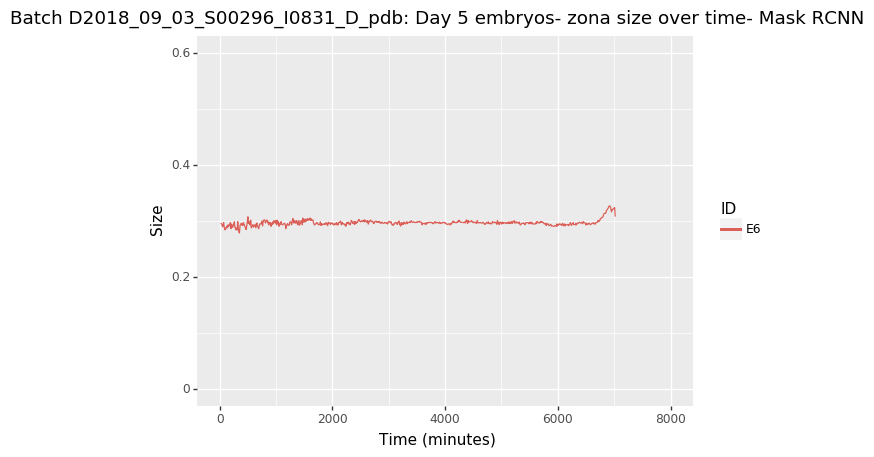 Batch D2018_09_03_S00296_I0831_D_pdb: Day 5 embryos- zona size over time- Mask RCNN
0.6
0.4
0.2
0
Size
0
2000
4000
6000
8000
Time (minutes)
ID
E6